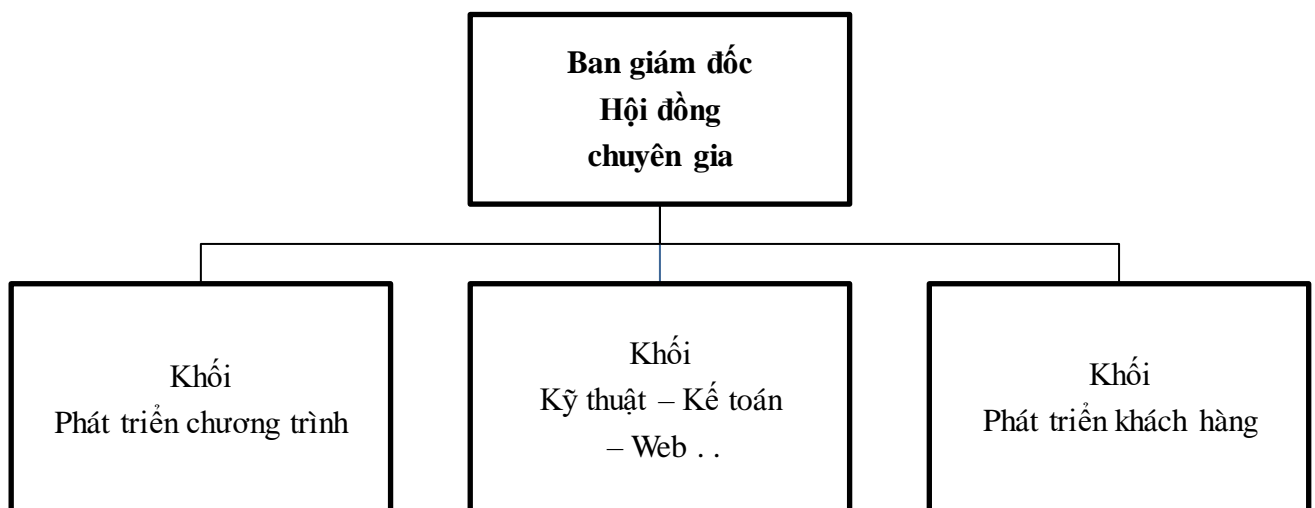 Ban giám đốc
Hội đồng
chuyên gia
Khối
Phát triển chương trình
Khối
Kỹ thuật – Kế toán
– Web . .
Khối
Phát triển khách hàng